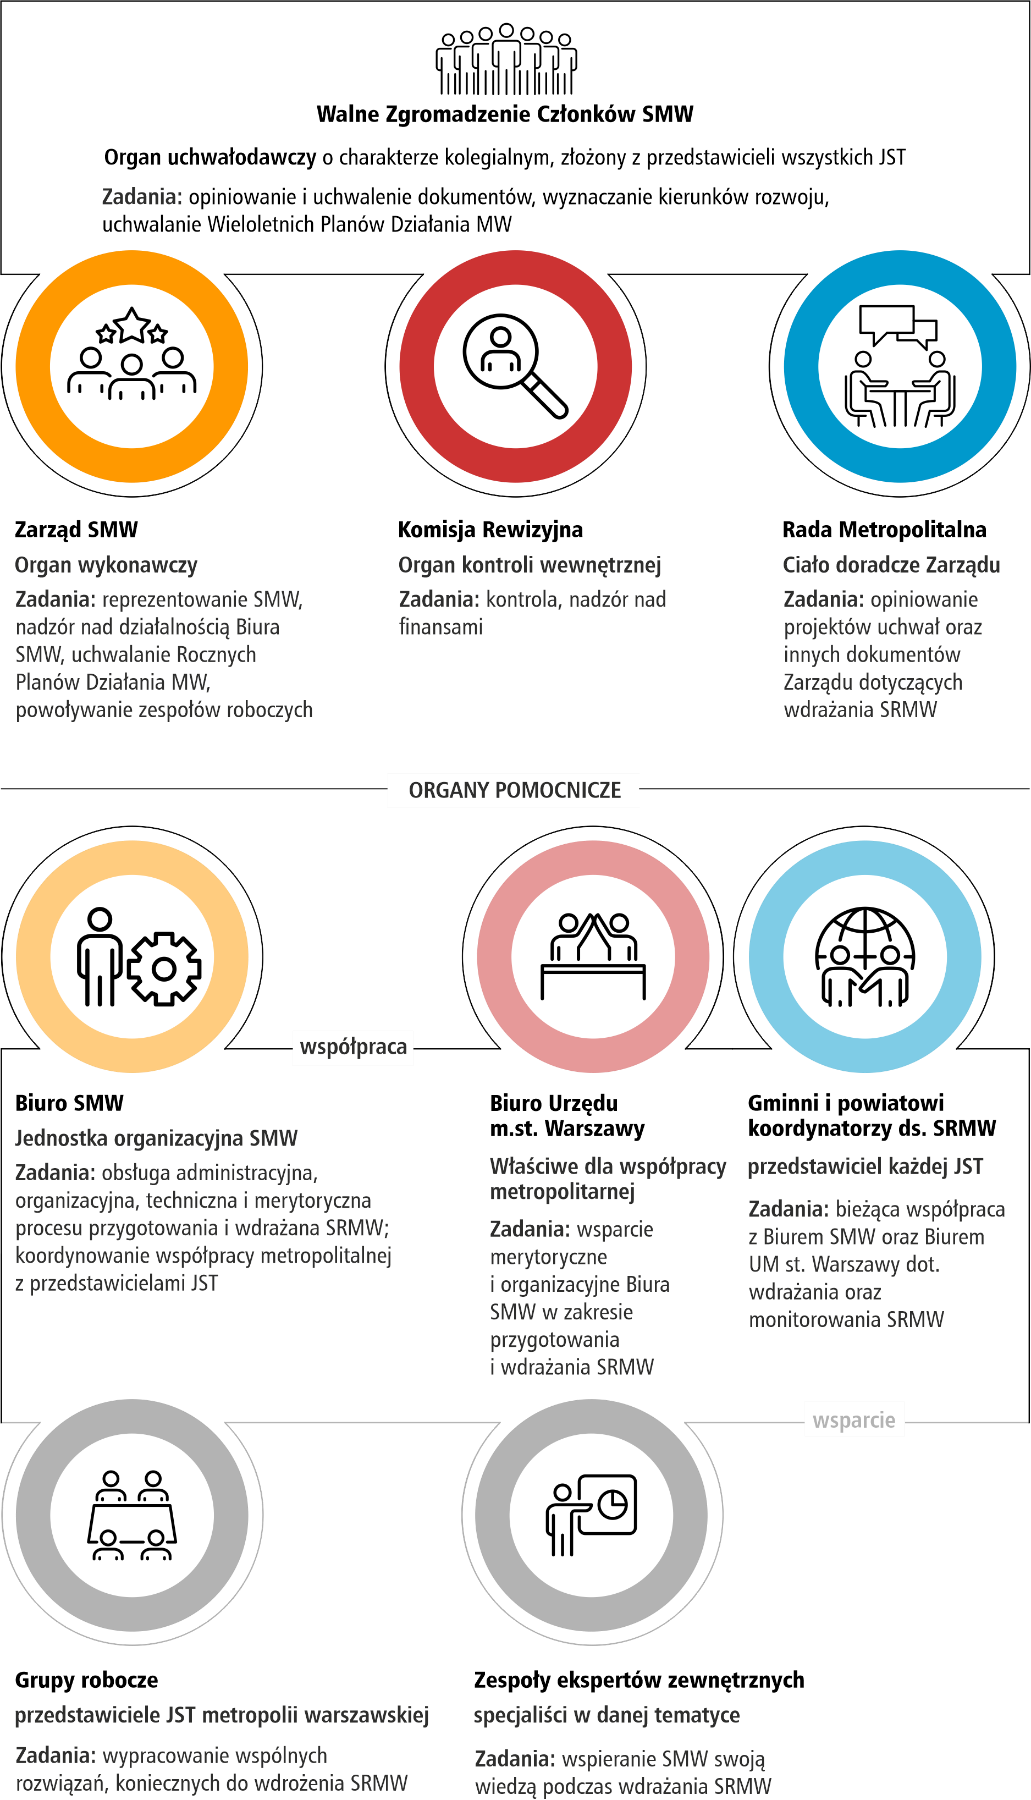 Walne Zgromadzenie Członków SMW
Organ uchwałodawczy o charakterze kolegialnym, złożony z przedstawicieli wszystkich JST
Zadania: opiniowanie i uchwalenie dokumentów, wyznaczanie kierunków rozwoju,
uchwalanie Wieloletnich Planów Działania MW
Zarząd SMW
Organ wykonawczy
Zadania: reprezentowanie SMW,
nadzór nad działalnością Biura
SMW, uchwalanie Rocznych
Planów Działania MW,
powoływanie zespołów roboczych
Komisja Rewizyjna
Organ kontroli wewnętrznej
Zadania: kontrola, nadzór nad
finansami
Rada Metropolitalna
Ciało doradcze Zarządu
Zadania: opiniowanie
projektów uchwał oraz
innych dokumentów
Zarządu dotyczących
wdrażania SRMW
ORGANY POMOCNICZE
współpraca
Biuro SMW
Jednostka organizacyjna SMW
Zadania: obsługa administracyjna,
organizacyjna, techniczna i merytoryczna
procesu przygotowania i wdrażana SRMW;
koordynowanie współpracy metropolitalnej
z przedstawicielami JST
Biuro Urzędu
m.st. Warszawy
Właściwe dla współpracy
metropolitarnej
Zadania: wsparcie
merytoryczne
i organizacyjne Biura
SMW w zakresie
przygotowania
i wdrażania SRMW
Gminni i powiatowi
koordynatorzy ds. SRMW
przedstawiciel każdej JST
Zadania: bieżąca współpraca
z Biurem SMW oraz Biurem
UM st. Warszawy dot.
wdrażania oraz
monitorowania SRMW
wsparcie
Grupy robocze
przedstawiciele JST metropolii warszawskiej
Zadania: wypracowanie wspólnych
rozwiązań, koniecznych do wdrożenia SRMW
Zespoły ekspertów zewnętrznych
specjaliści w danej tematyce
Zadania: wspieranie SMW swoją
wiedzą podczas wdrażania SRMW